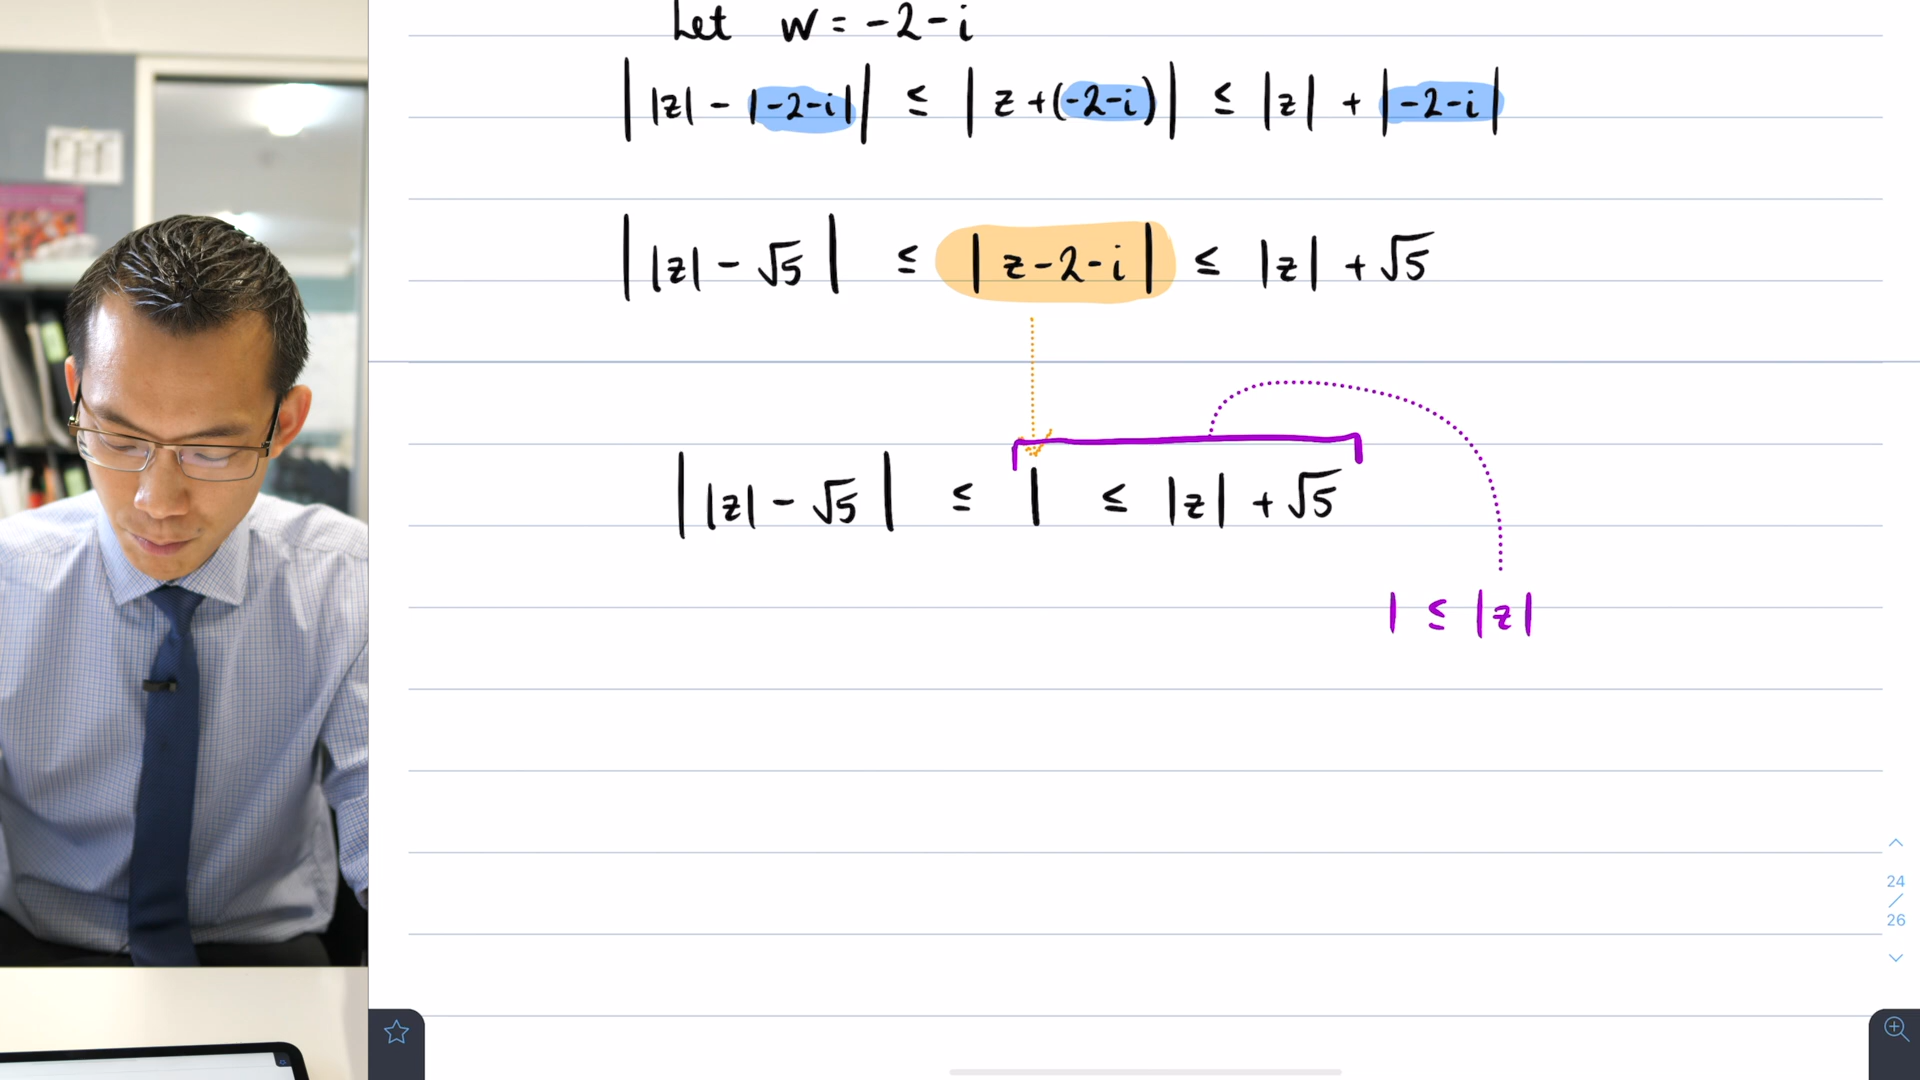 Let w = -2-i
| |z| - |-2-i| | ≤ | z +(-2-i) | ≤ |z| + |-2-i|
| |z| - √5 | ≤ | z-2-i | ≤ |z| + √5
| |z| - √5 | ≤ 1 ≤ |z| + √5
1 ≤ |z|
24
/
26